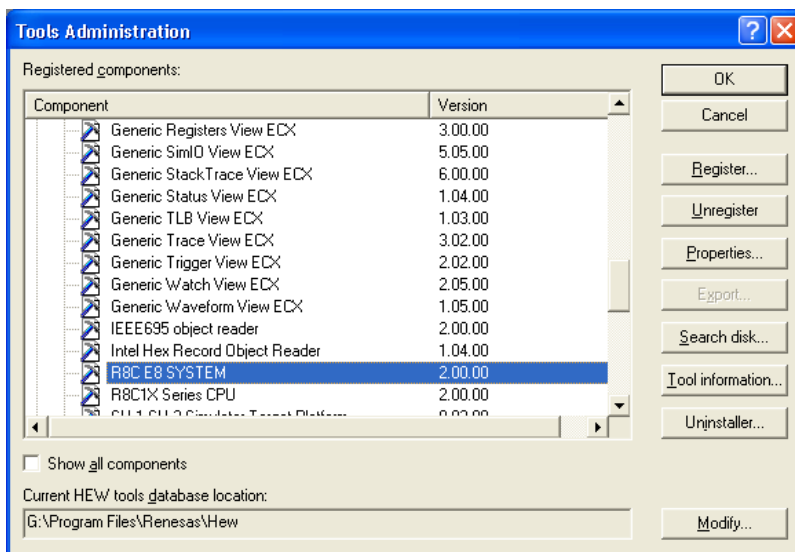 Tools Administration
Registered components:
Component Version
Generic Registers View ECX 3.00.00
Generic SimIO View ECX 5.05.00
Generic StackTrace View ECX 6.00.00
Generic Status View ECX 1.04.00
Generic TLB View ECX 1.03.00
Generic Trace View ECX 3.02.00
Generic Trigger View ECX 2.02.00
Generic Watch View ECX 2.05.00
Generic Waveform View ECX 1.05.00
IEEE695 object reader 2.00.00
Intel Hex Record Object Reader 1.04.00
R8C E8 SYSTEM 2.00.00
R8C1X Series CPU 2.00.00
Show all components
Current HEW tools database location:
G:\Program Files\Renesas\Hew
OK
Cancel
Register...
Unregister
Properties...
Export...
Search disk...
Tool information...
Uninstaller...
Modify...